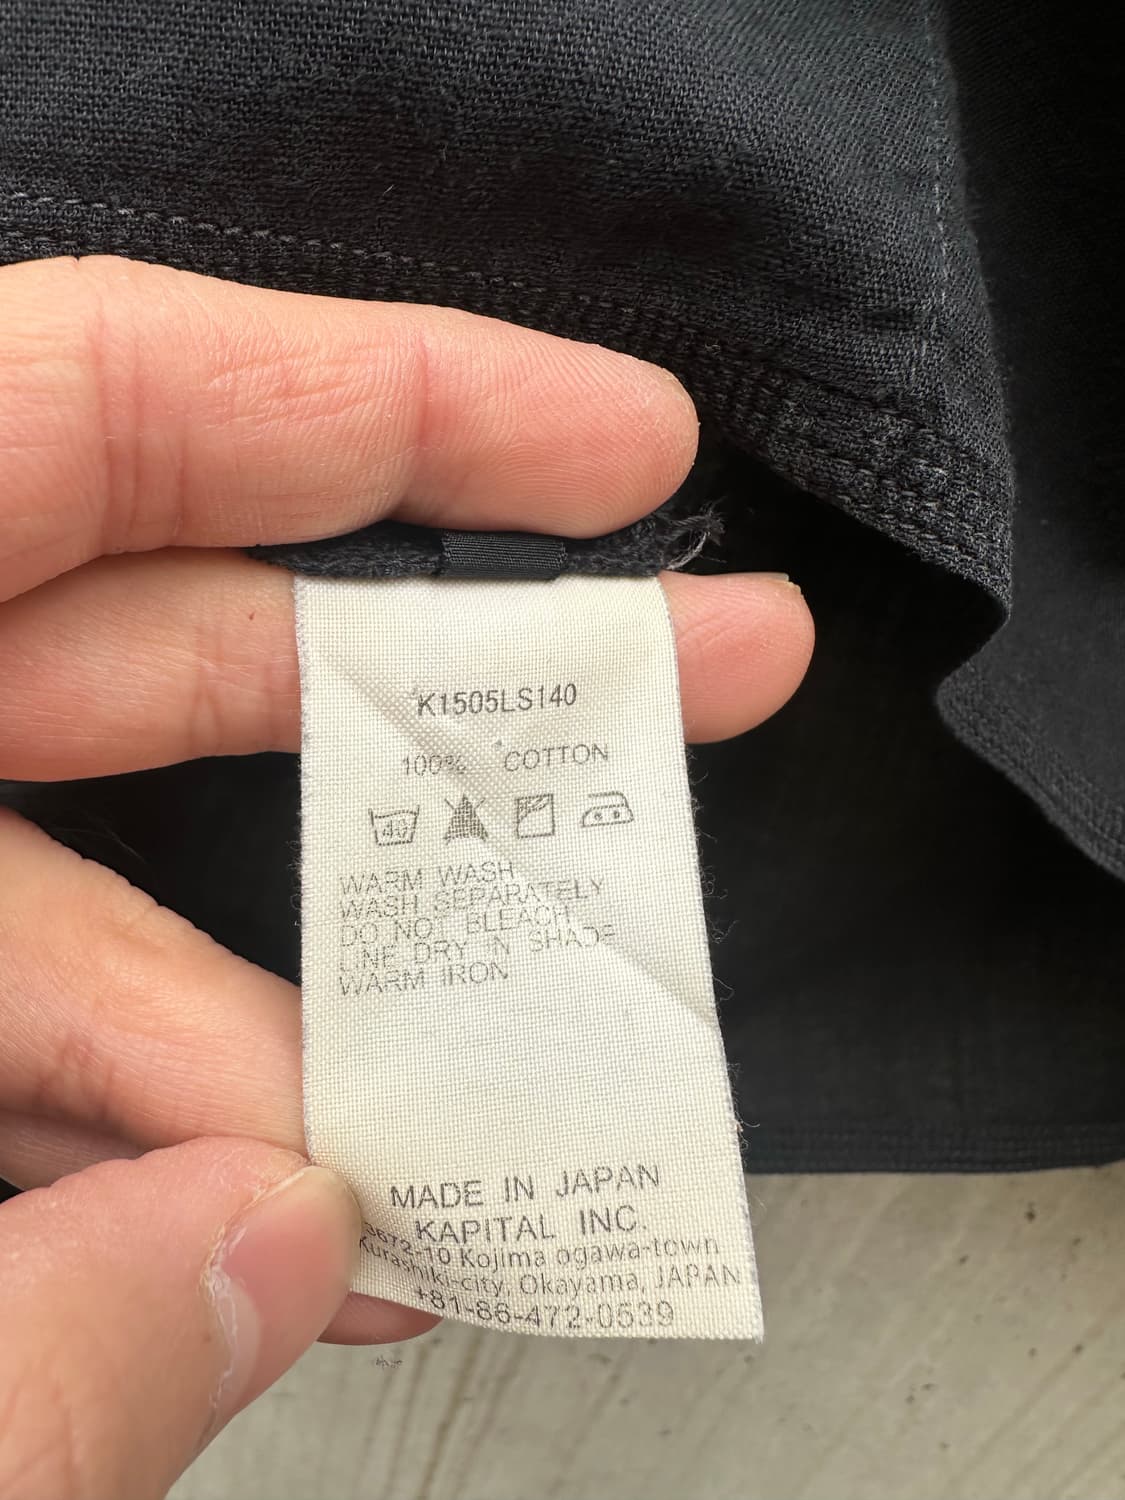 K1505LS140
100% COTTON
40
WARM WASH
WASH SEPARATELY
DO NOT BLEACH
LINE DRY IN SHADE
WARM IRON
MADE IN JAPAN
KAPITAL INC.
3672-10 Kojima ogawa-town
Kurashiki-city, Okayama, JAPAN
+81-86-472-0539